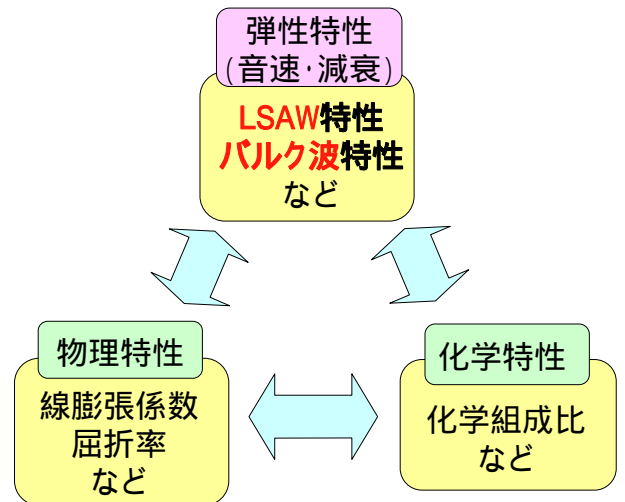 弾性特性
(音速・減衰)
LSAW特性
バルク波特性
など
物理特性
線膨張係数
屈折率
など
化学特性
化学組成比
など